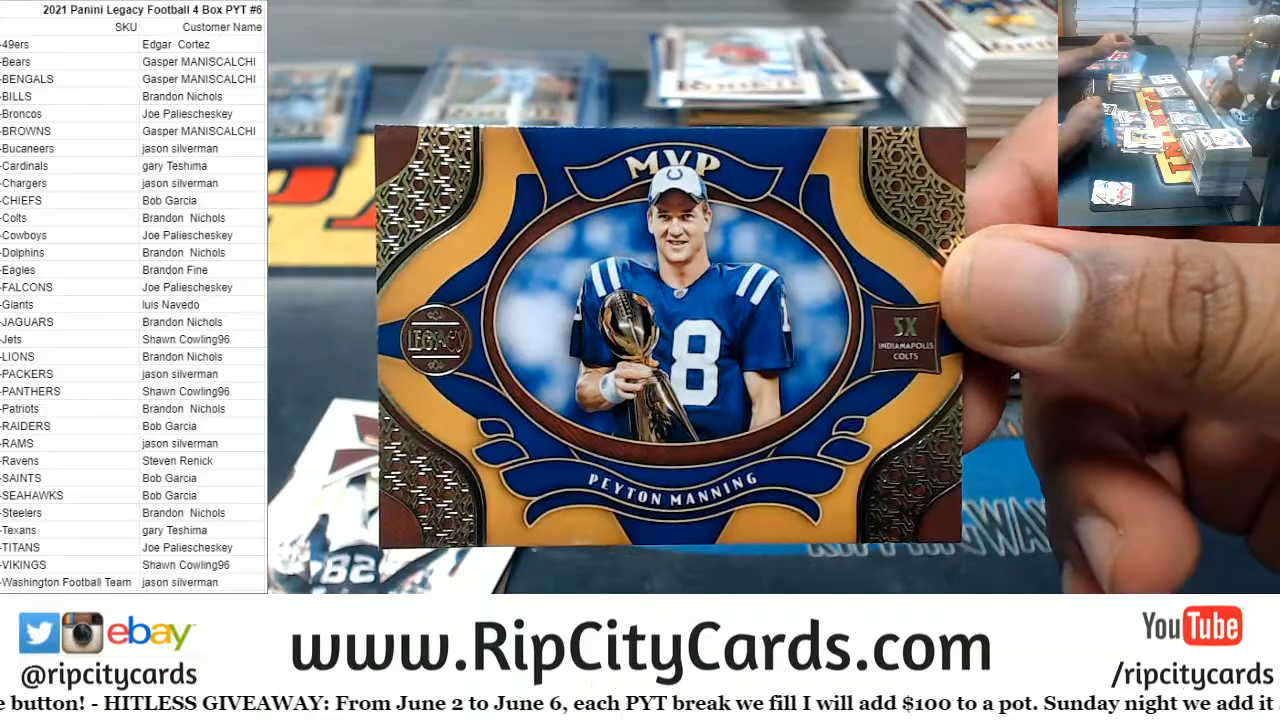 2021 Panini Legacy Football 4 Box PYT #6
SKU Customer Name
-49ers Edgar Cortez
-Bears Gasper MANISCALCHI
-BENGALS Gasper MANISCALCHI
-BILLS Brandon Nichols
-Broncos Joe Paliescheskey
-BROWNS Gasper MANISCALCHI
-Bucaneers jason silverman
-Cardinals gary Teshima
-Chargers jason silverman
-CHIEFS Bob Garcia
-Colts Brandon Nichols
-Cowboys Joe Paliescheskey
-Dolphins Brandon Nichols
-Eagles Brandon Fine
-FALCONS Joe Paliescheskey
-Giants luis Navedo
-JAGUARS Brandon Nichols
-Jets Shawn Cowling96
-LIONS Brandon Nichols
-PACKERS jason silverman
-PANTHERS Shawn Cowling96
-Patriots Brandon Nichols
-RAIDERS Bob Garcia
-RAMS jason silverman
-Ravens Steven Renick
-SAINTS Bob Garcia
-SEAHAWKS Bob Garcia
-Steelers Brandon Nichols
-Texans gary Teshima
-TITANS Joe Paliescheskey
-VIKINGS Shawn Cowling96
-Washington Football Team jason silverman
MVP
LEGACY
5X
INDIANAPOLIS
COLTS
18
PEYTON MANNING
82
ebay
@ripcitycards
www.RipCityCards.com
YouTube
/ripcitycards
e button! - HITLESS GIVEAWAY: From June 2 to June 6, each PYT break we fill I will add $100 to a pot. Sunday night we add it